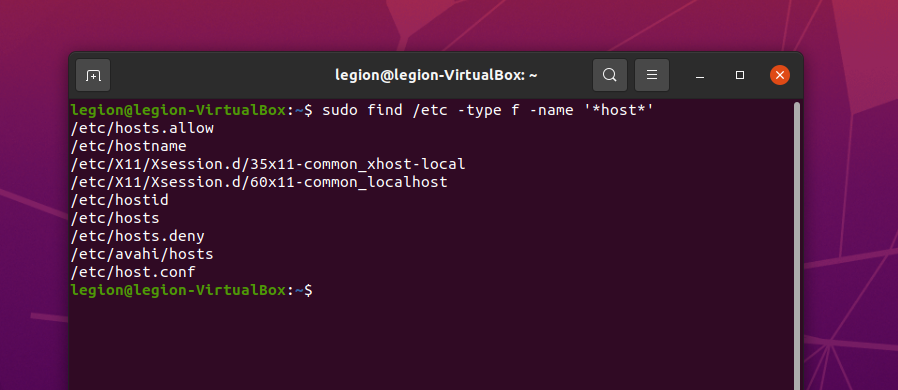 legion@legion-VirtualBox: ~
legion@legion-VirtualBox:~$ sudo find /etc -type f -name '*host*'
/etc/hosts.allow
/etc/hostname
/etc/X11/Xsession.d/35x11-common_xhost-local
/etc/X11/Xsession.d/60x11-common_localhost
/etc/hostid
/etc/hosts
/etc/hosts.deny
/etc/avahi/hosts
/etc/host.conf
legion@legion-VirtualBox:~$